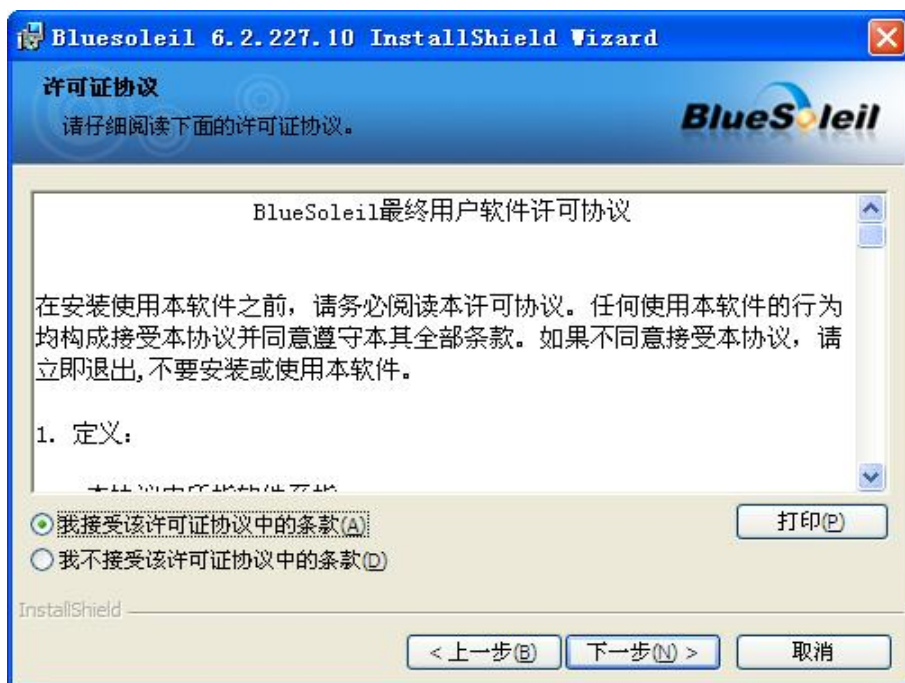 Bluesoleil 6.2.227.10 InstallShield Wizard
许可证协议
请仔细阅读下面的许可证协议。
BlueSoleil
BlueSoleil最终用户软件许可协议
在安装使用本软件之前，请务必阅读本许可协议。任何使用本软件的行为
均构成接受本协议并同意遵守本其全部条款。如果不同意接受本协议，请
立即退出,不要安装或使用本软件。
1. 定义：
我接受该许可证协议中的条款(A)
打印(P)
我不接受该许可证协议中的条款(D)
InstallShield
< 上一步(B)
下一步(N) >
取消